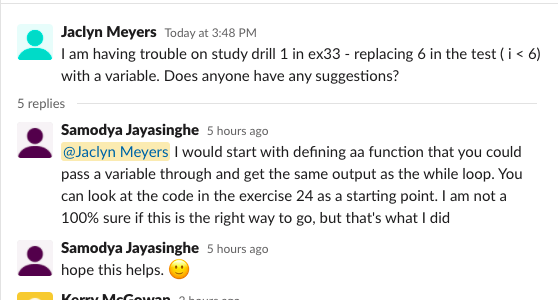 Jaclyn Meyers Today at 3:48 PM
I am having trouble on study drill 1 in ex33 - replacing 6 in the test ( i < 6)
with a variable. Does anyone have any suggestions?
5 replies
Samodya Jayasinghe 5 hours ago
@Jaclyn Meyers I would start with defining aa function that you could
pass a variable through and get the same output as the while loop. You
can look at the code in the exercise 24 as a starting point. I am not a
100% sure if this is the right way to go, but that's what I did
Samodya Jayasinghe 5 hours ago
hope this helps. 🙂
Kerry McGowan 3 hours ago